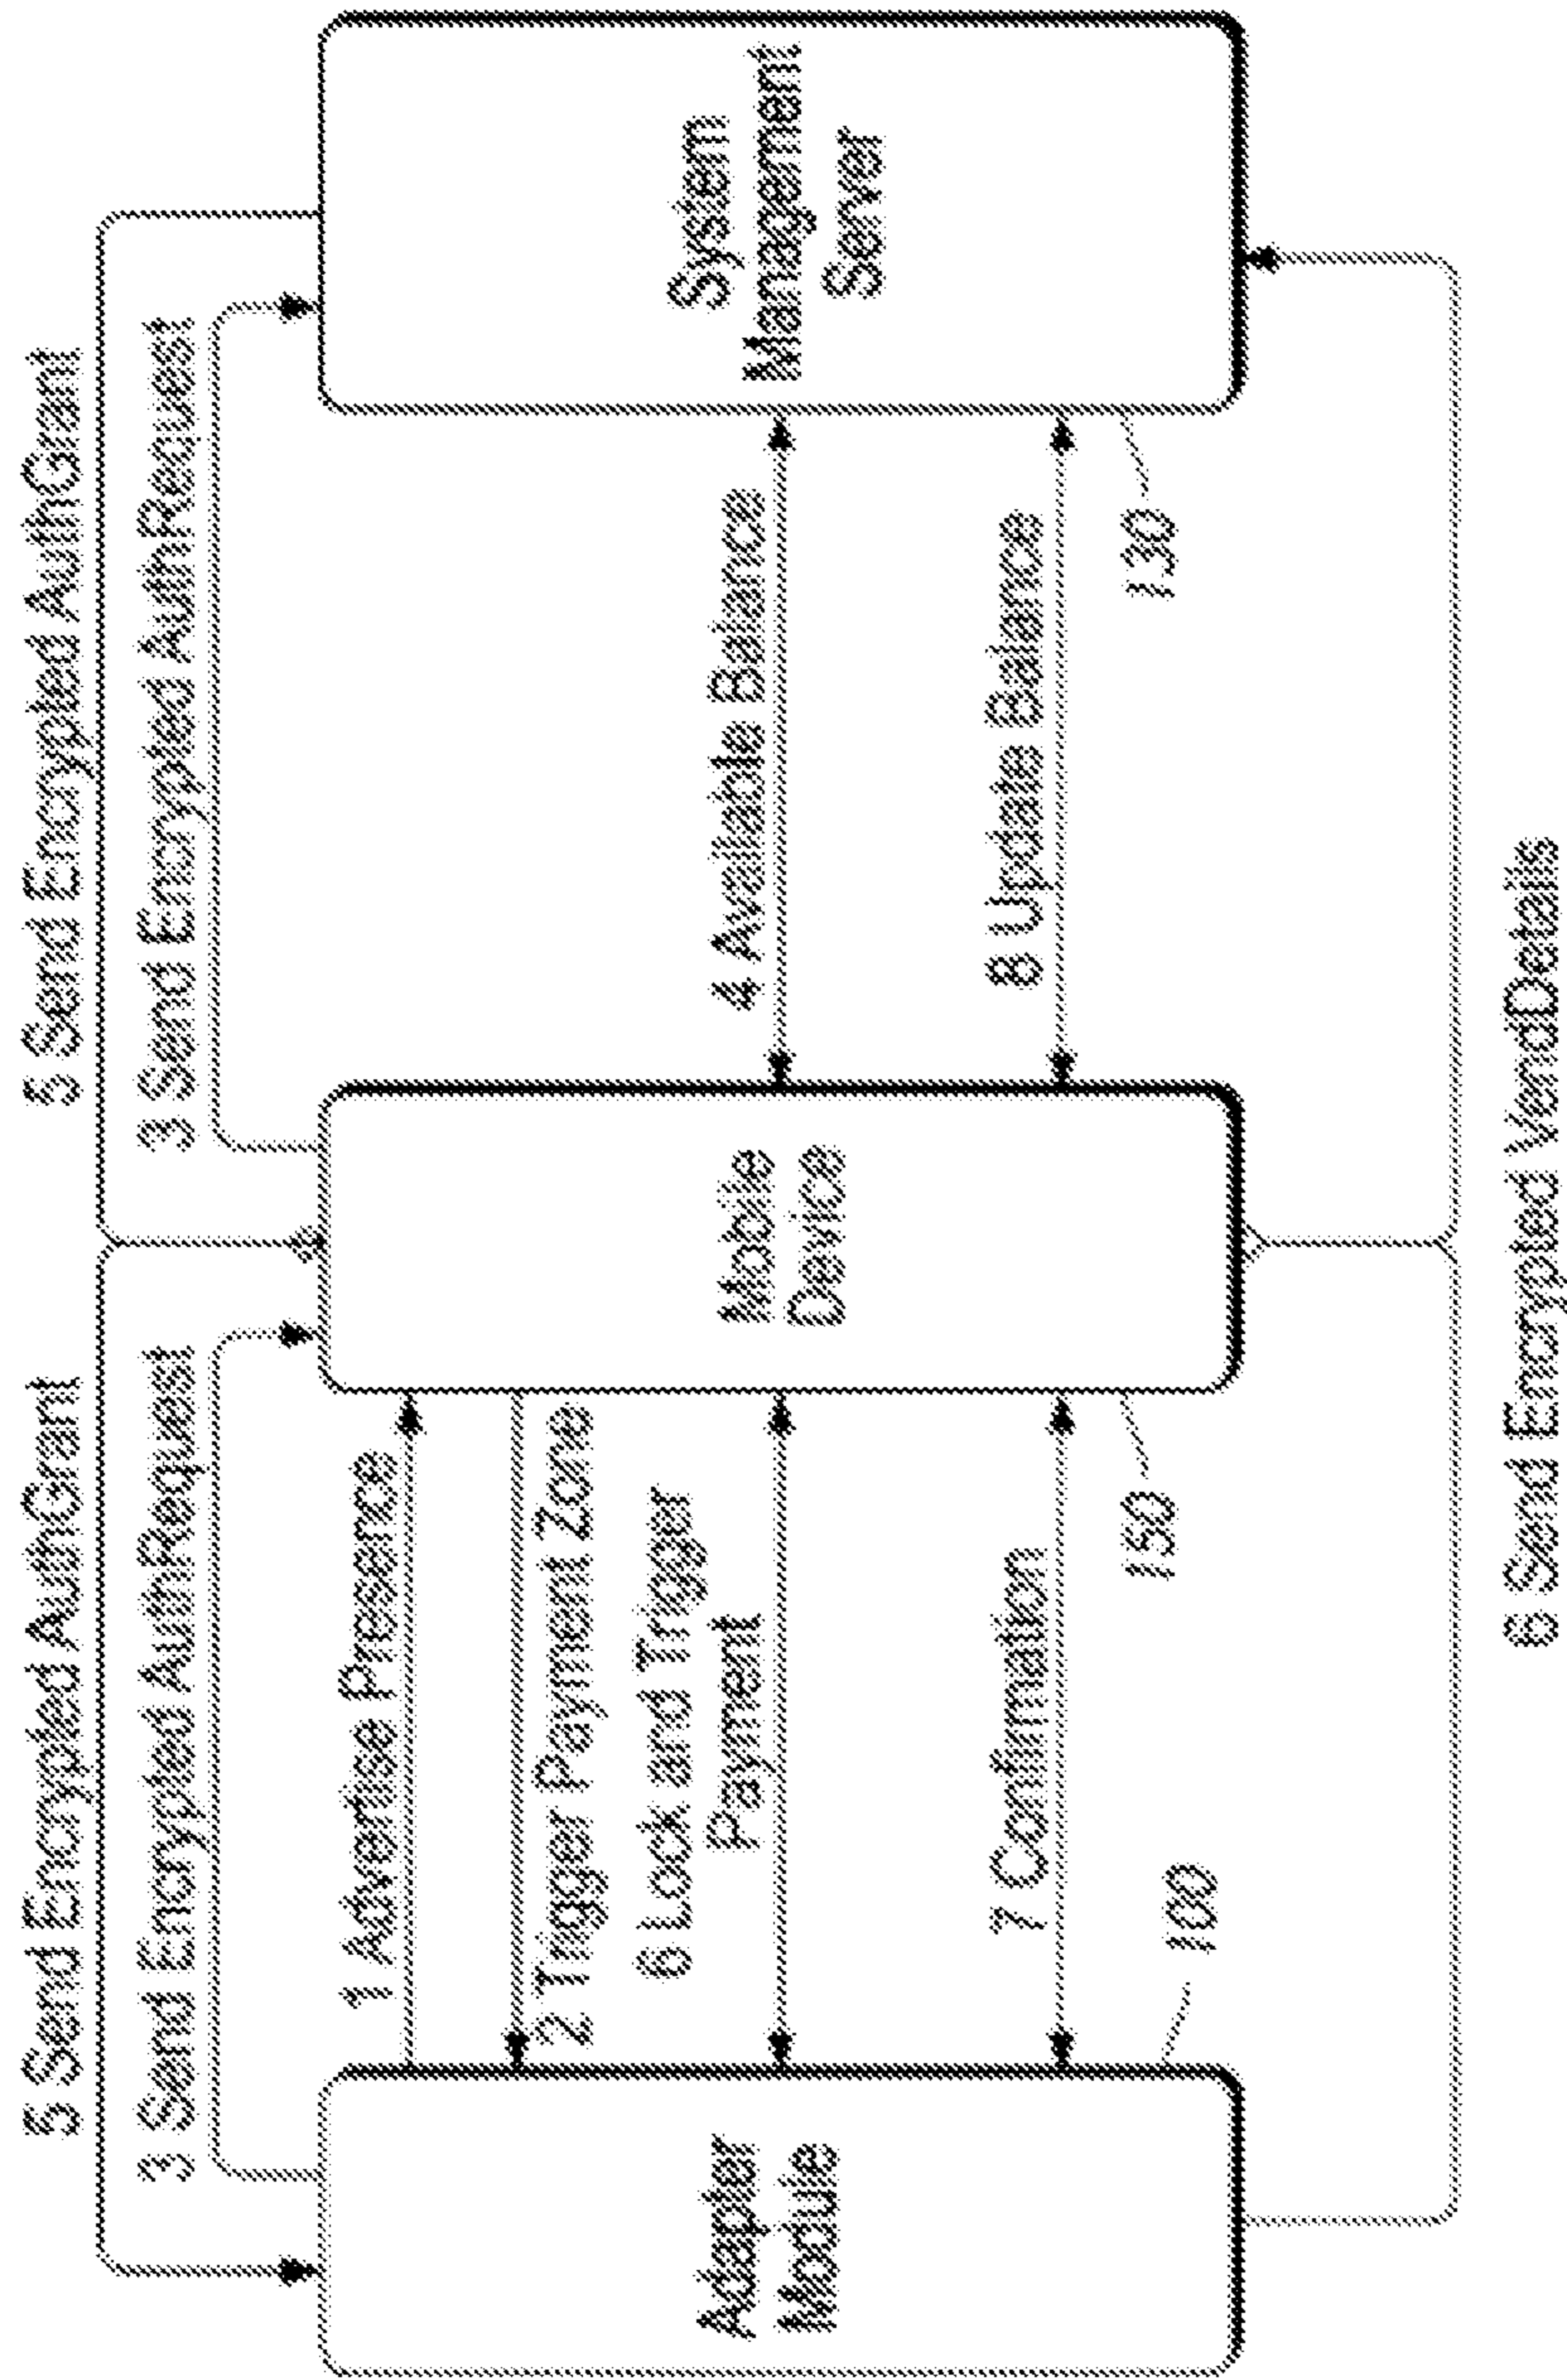 5 Send Encrypted AuthGrant
5 Send Encrypted AuthGrant
3 Send Encrypted AuthRequest
3 Send Encrypted AuthRequest
1 Advertise Presence
2 Trigger Payment Zone
6 Lock and Trigger
Payment
7 Confirmation
4 Available Balance
8 Update Balance
Adapter
Module
Mobile
Device
System
Management
Server
100
150
130
6 Send Encrypted VendDetails